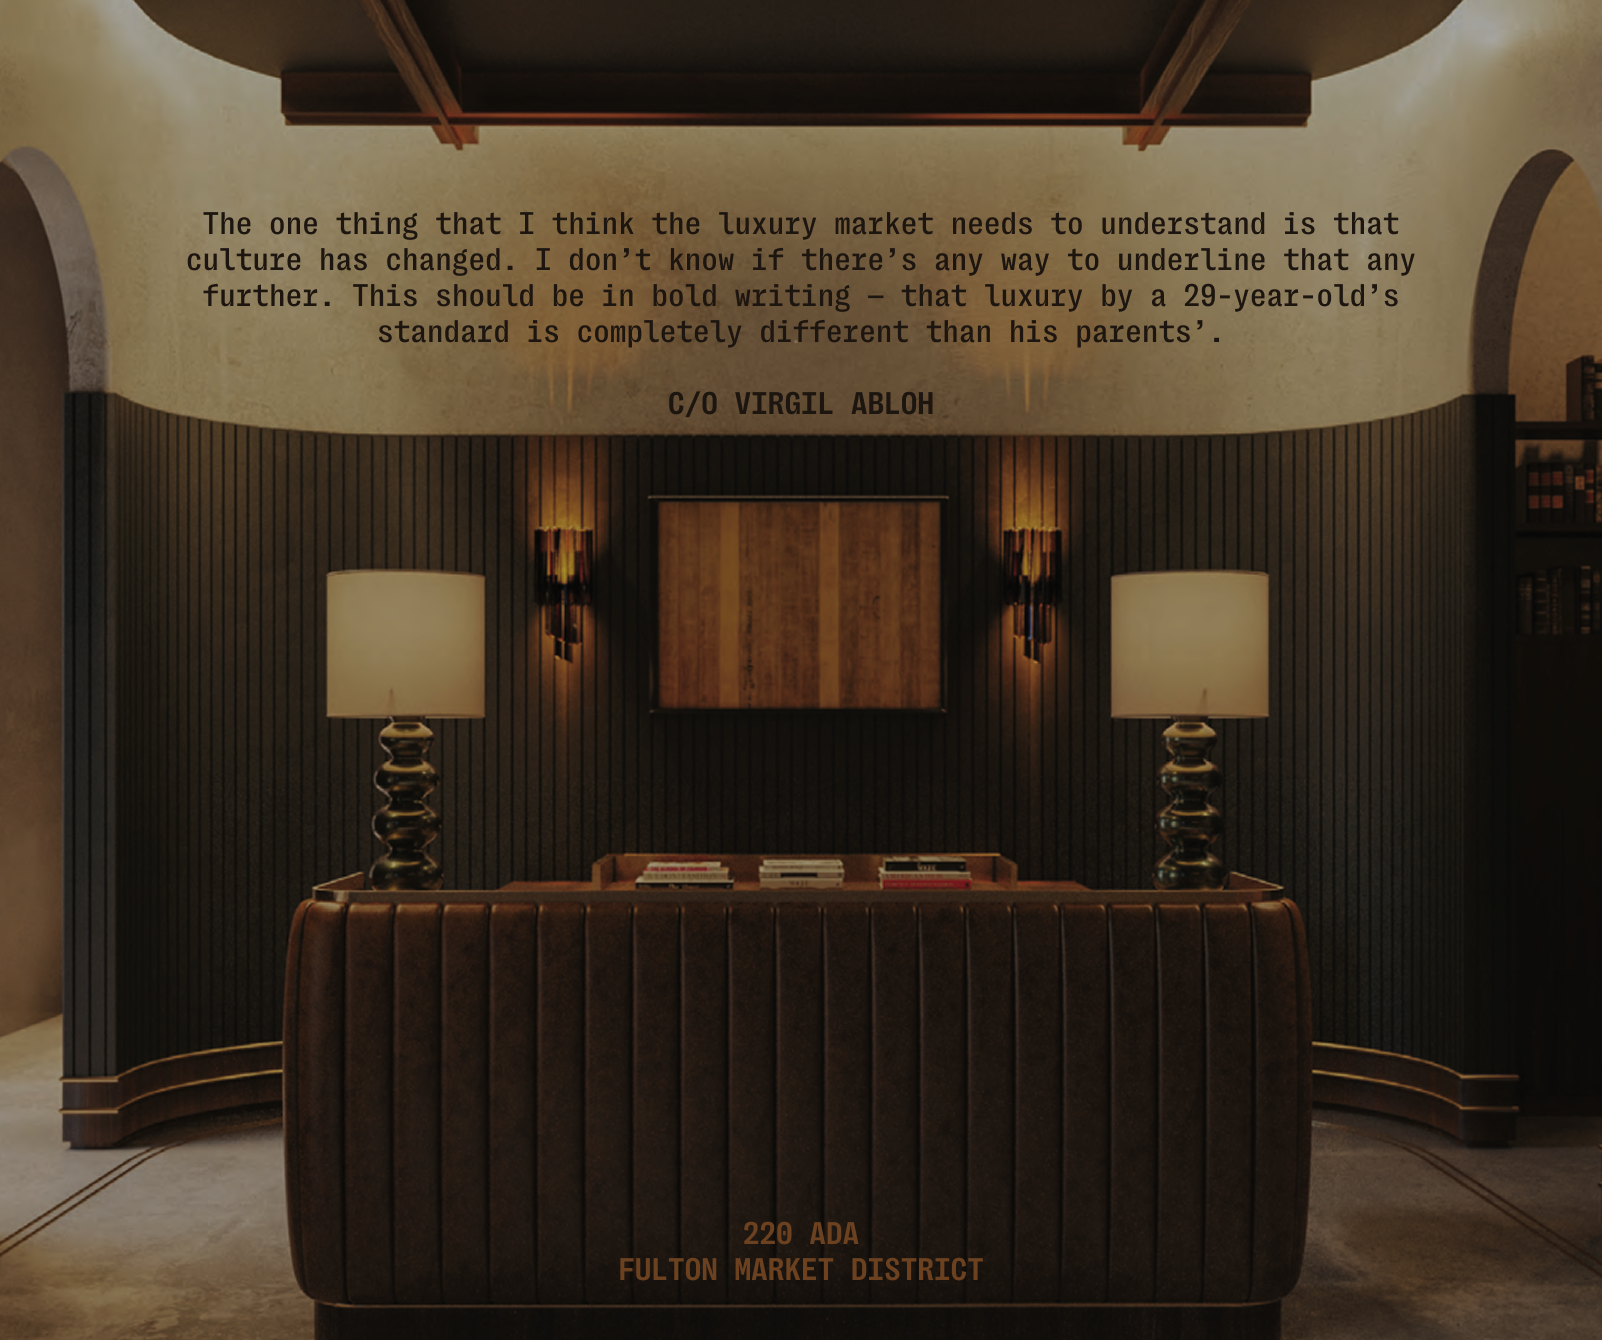 The one thing that I think the luxury market needs to understand is that
culture has changed. I don’t know if there’s any way to underline that any
further. This should be in bold writing – that luxury by a 29-year-old’s
standard is completely different than his parents’.
C/O VIRGIL ABLOH
220 ADA
FULTON MARKET DISTRICT